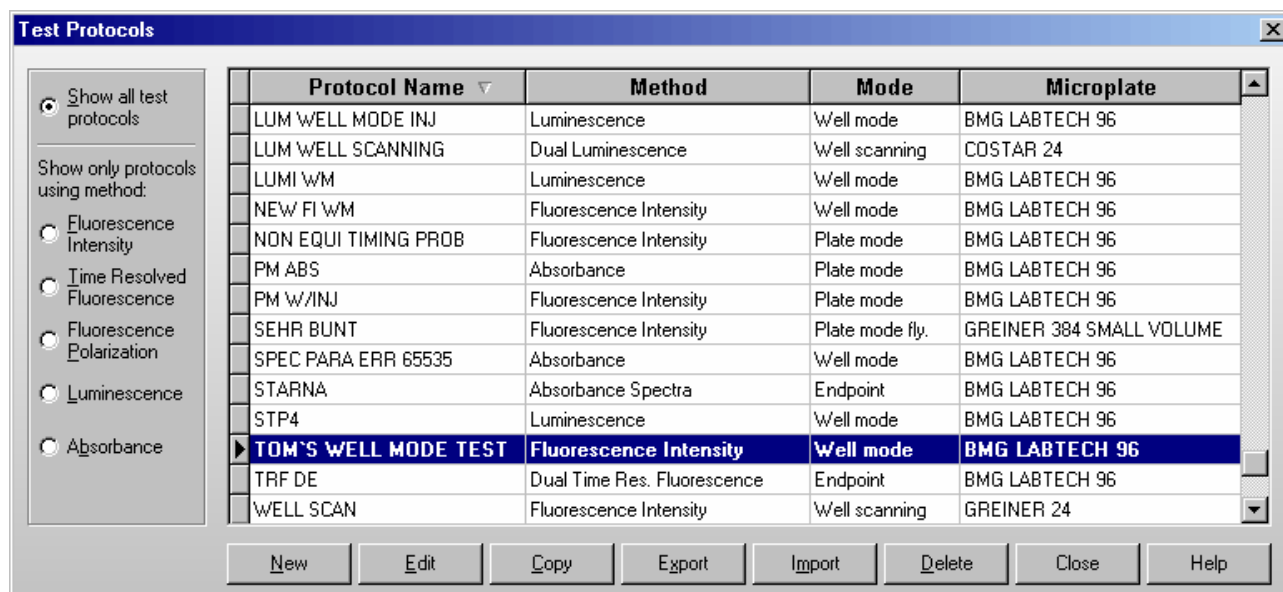 Test Protocols
Show all test
protocols
Show only protocols
using method:
Fluorescence
Intensity
Time Resolved
Fluorescence
Fluorescence
Polarization
Luminescence
Absorbance
Protocol Name Method Mode Microplate
LUM WELL MODE INJ Luminescence Well mode BMG LABTECH 96
LUM WELL SCANNING Dual Luminescence Well scanning COSTAR 24
LUMI WM Luminescence Well mode BMG LABTECH 96
NEW FI WM Fluorescence Intensity Well mode BMG LABTECH 96
NON EQUI TIMING PROB Fluorescence Intensity Plate mode BMG LABTECH 96
PM ABS Absorbance Plate mode BMG LABTECH 96
PM W/INJ Fluorescence Intensity Plate mode BMG LABTECH 96
SEHR BUNT Fluorescence Intensity Plate mode fly. GREINER 384 SMALL VOLUME
SPEC PARA ERR 65535 Absorbance Well mode BMG LABTECH 96
STARNA Absorbance Spectra Endpoint BMG LABTECH 96
STP4 Luminescence Well mode BMG LABTECH 96
TOM`S WELL MODE TEST Fluorescence Intensity Well mode BMG LABTECH 96
TRF DE Dual Time Res. Fluorescence Endpoint BMG LABTECH 96
WELL SCAN Fluorescence Intensity Well scanning GREINER 24
New Edit Copy Export Import Delete Close Help